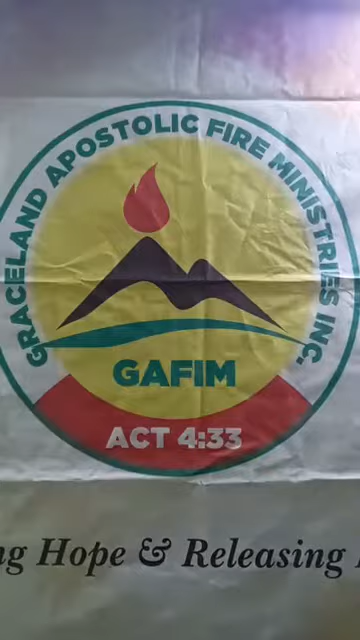 GRACELAND APOSTOLIC FIRE MINISTRIES INC.
GAFIM
ACT 4:33
Hope & Releasing